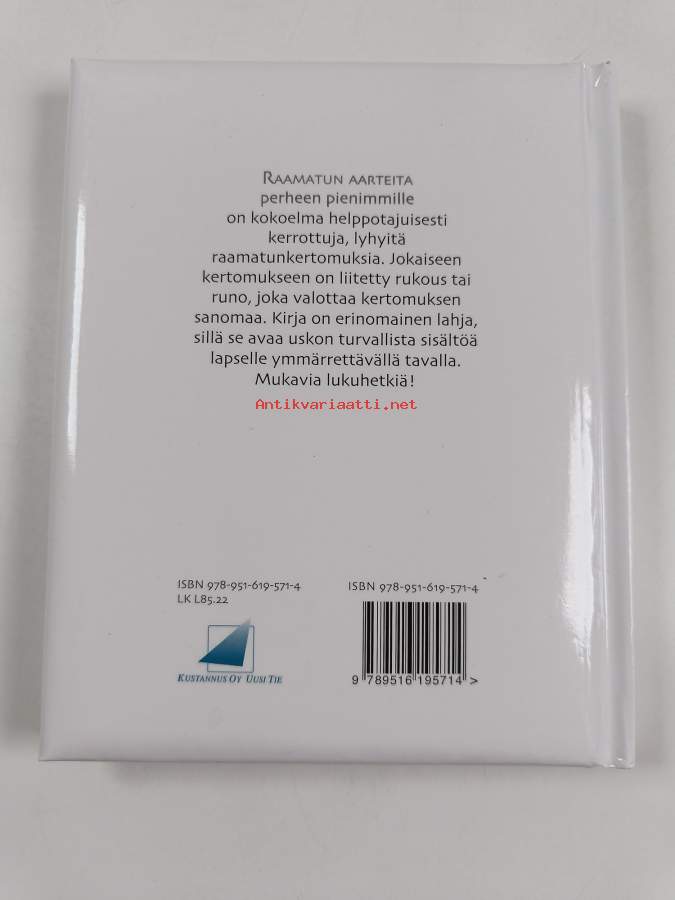 RAAMATUN AARTEITA
perheen pienimmille
on kokoelma helppotajuisesti
kerrottuja, lyhyitä
raamatunkertomuksia. Jokaiseen
kertomukseen on liitetty rukous tai
runo, joka valottaa kertomuksen
sanomaa. Kirja on erinomainen lahja,
sillä se avaa uskon turvallista sisältöä
lapselle ymmärrettävällä tavalla.
Mukavia lukuhetkiä!
Antikvariaatti.net
ISBN 978-951-619-571-4
LK L85.22
KUSTANNUS OY UUSI TIE
ISBN 978-951-619-571-4
9 789516 195714 >